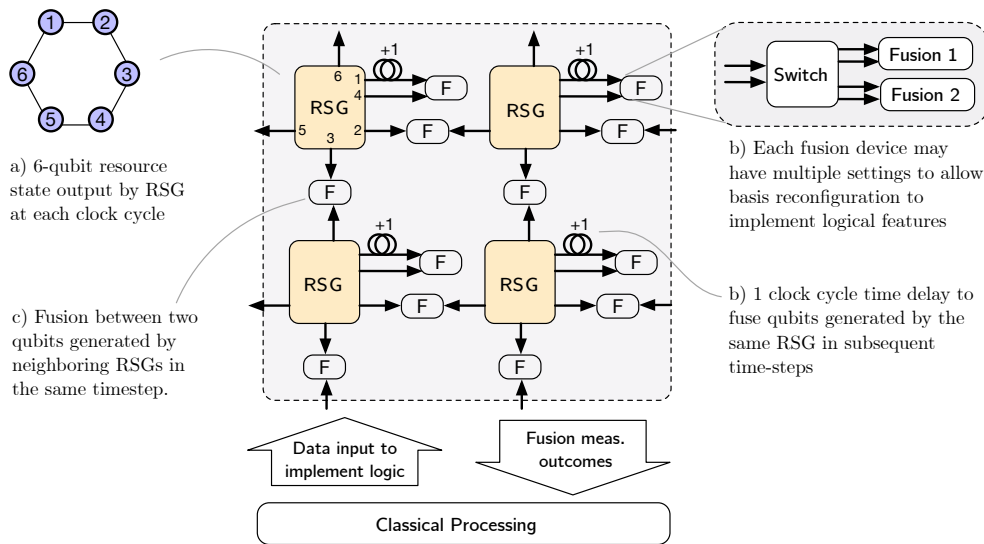 1
2
6
3
5
4
a) 6-qubit resource
state output by RSG
at each clock cycle
c) Fusion between two
qubits generated by
neighboring RSGs in
the same timestep.
+1
6
1
4
RSG
5
2
3
F
F
F
+1
RSG
F
F
F
+1
RSG
F
F
F
+1
RSG
F
F
F
Switch
Fusion 1
Fusion 2
b) Each fusion device may
have multiple settings to allow
basis reconfiguration to
implement logical features
b) 1 clock cycle time delay to
fuse qubits generated by the
same RSG in subsequent
time-steps
Data input to
implement logic
Fusion meas.
outcomes
Classical Processing